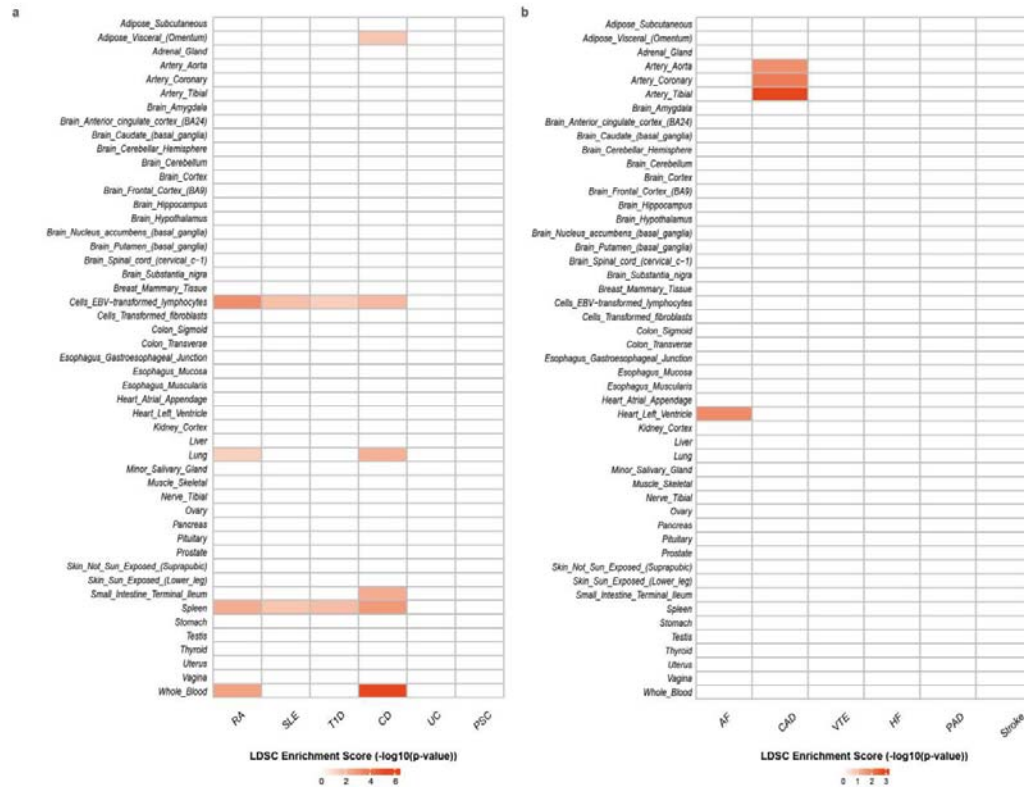 a
Adipose_Subcutaneous
Adipose_Visceral_(Omentum)
Adrenal_Gland
Artery_Aorta
Artery_Coronary
Artery_Tibial
Brain_Amygdala
Brain_Anterior_cingulate_cortex_(BA24)
Brain_Caudate_(basal_ganglia)
Brain_Cerebellar_Hemisphere
Brain_Cerebellum
Brain_Cortex
Brain_Frontal_Cortex_(BA9)
Brain_Hippocampus
Brain_Hypothalamus
Brain_Nucleus_accumbens_(basal_ganglia)
Brain_Putamen_(basal_ganglia)
Brain_Spinal_cord_(cervical_c−1)
Brain_Substantia_nigra
Breast_Mammary_Tissue
Cells_EBV−transformed_lymphocytes
Cells_Transformed_fibroblasts
Colon_Sigmoid
Colon_Transverse
Esophagus_Gastroesophageal_Junction
Esophagus_Mucosa
Esophagus_Muscularis
Heart_Atrial_Appendage
Heart_Left_Ventricle
Kidney_Cortex
Liver
Lung
Minor_Salivary_Gland
Muscle_Skeletal
Nerve_Tibial
Ovary
Pancreas
Pituitary
Prostate
Skin_Not_Sun_Exposed_(Suprapubic)
Skin_Sun_Exposed_(Lower_leg)
Small_Intestine_Terminal_Ileum
Spleen
Stomach
Testis
Thyroid
Uterus
Vagina
Whole_Blood
RA SLE T1D CD UC PSC
LDSC Enrichment Score (-log10(p-value))
0 2 4 6
b
Adipose_Subcutaneous
Adipose_Visceral_(Omentum)
Adrenal_Gland
Artery_Aorta
Artery_Coronary
Artery_Tibial
Brain_Amygdala
Brain_Anterior_cingulate_cortex_(BA24)
Brain_Caudate_(basal_ganglia)
Brain_Cerebellar_Hemisphere
Brain_Cerebellum
Brain_Cortex
Brain_Frontal_Cortex_(BA9)
Brain_Hippocampus
Brain_Hypothalamus
Brain_Nucleus_accumbens_(basal_ganglia)
Brain_Putamen_(basal_ganglia)
Brain_Spinal_cord_(cervical_c−1)
Brain_Substantia_nigra
Breast_Mammary_Tissue
Cells_EBV−transformed_lymphocytes
Cells_Transformed_fibroblasts
Colon_Sigmoid
Colon_Transverse
Esophagus_Gastroesophageal_Junction
Esophagus_Mucosa
Esophagus_Muscularis
Heart_Atrial_Appendage
Heart_Left_Ventricle
Kidney_Cortex
Liver
Lung
Minor_Salivary_Gland
Muscle_Skeletal
Nerve_Tibial
Ovary
Pancreas
Pituitary
Prostate
Skin_Not_Sun_Exposed_(Suprapubic)
Skin_Sun_Exposed_(Lower_leg)
Small_Intestine_Terminal_Ileum
Spleen
Stomach
Testis
Thyroid
Uterus
Vagina
Whole_Blood
AF CAD VTE HF PAD Stroke
LDSC Enrichment Score (-log10(p-value))
0 1 2 3